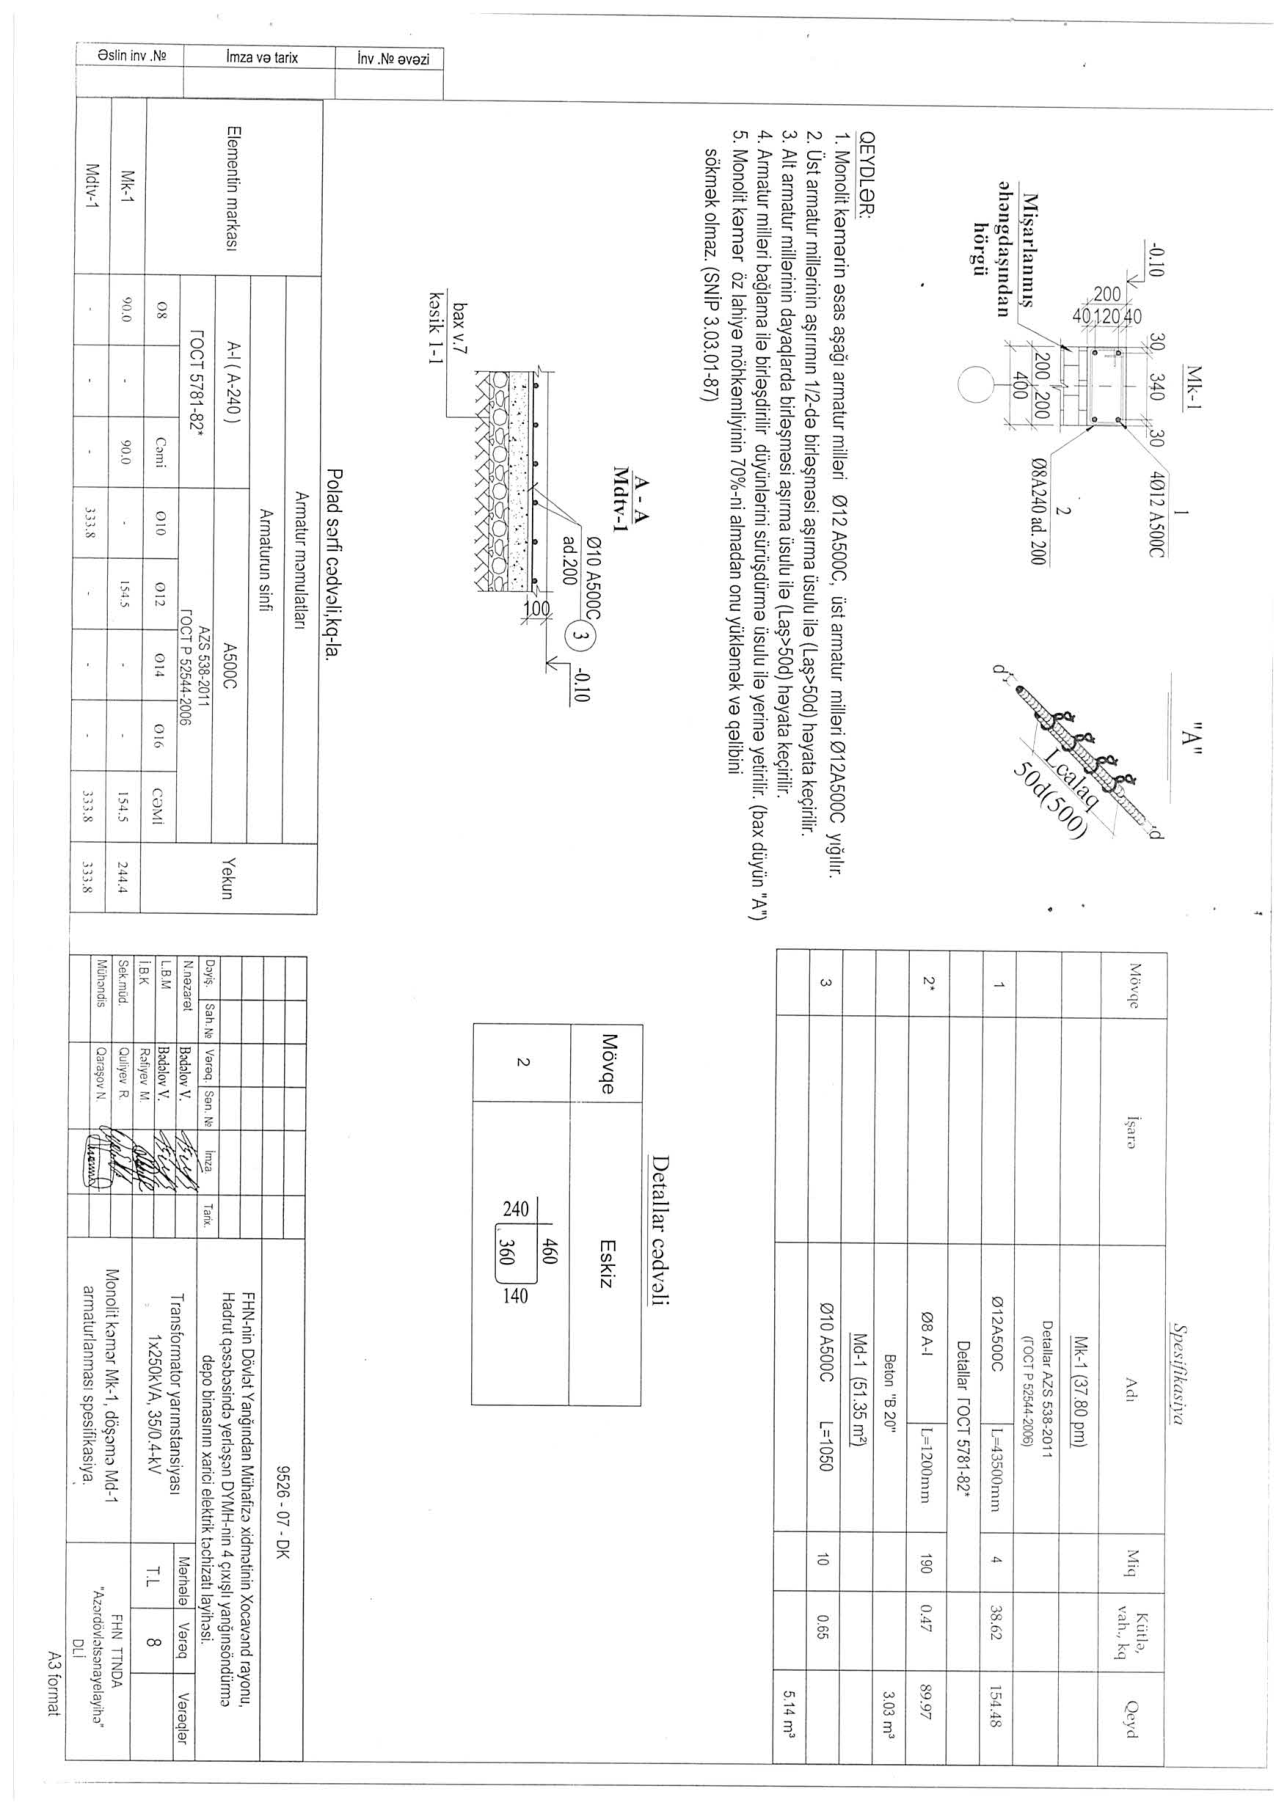 Mk-1
1
4Ø12 A500C
30
340
30
-0.10
200
40
120
40
2
Ø8A240 ad. 200
200
200
400
Mişarlanmış
əhəngdaşından
hörgü
"A"
d
d
Lcalaq
50d(500)
QEYDLƏR:
1. Monolit kəmərin əsas aşağı armatur milləri Ø12 A500C, üst armatur milləri Ø12A500C yığılır.
2. Üst armatur millərinin aşırımın 1/2-də birləşməsi aşırma üsulu ilə (Laş>50d) həyata keçirilir.
3. Alt armatur millərinin dayaqlarda birləşməsi aşırma üsulu ilə (Laş>50d) həyata keçirilir.
4. Armatur milləri bağlama ilə birləşdirilir düyünlərini sürüşdürmə üsulu ilə yerinə yetirilir. (bax düyün "A")
5. Monolit kəmər öz lahiyə möhkəmliyinin 70%-ni almadan onu yükləmək və qəlibini
sökmək olmaz. (SNİP 3.03.01-87)
A - A
Mdtv-1
Ø10 A500C
ad.200
3
-0.10
100
bax v.7
kəsik 1-1
Polad sərfi cədvəli,kq-la.
Elementin markası
Armatur məmulatları
Yekun
Armaturun sinfi
A-I ( A-240 )
A500C
ГОСТ 5781-82*
AZS 538-2011
ГОСТ Р 52544-2006
Ø8
Cəmi
Ø10
Ø12
Ø14
Ø16
CƏMİ
Mk-1
90.0
-
90.0
-
154.5
-
-
154.5
244.4
Mdtv-1
-
-
-
333.8
-
-
-
333.8
333.8
Spesifikasiya
Mövqe
İşarə
Adı
Miq
Kütlə,
vah., kq
Qeyd
Mk-1 (37.80 pm)
Detallar AZS 538-2011
(ГОСТ Р 52544-2006)
1
Ø12A500C
L=43500mm
4
38.62
154.48
Detallar ГОСТ 5781-82*
2*
Ø8 A-I
L=1200mm
190
0.47
89.97
Beton "B 20"
3.03 m³
Md-1 (51.35 m²)
3
Ø10 A500C
L=1050
10
0.65
5.14 m³
Detallar cədvəli
Mövqe
Eskiz
2
460
240
360
140
9526 - 07 - DK
FHN-nin Dövlət Yanğından Mühafizə xidmətinin Xocavənd rayonu,
Hadrut qəsəbəsində yerləşən DYMH-nin 4 çıxışlı yanğınsöndürmə
depo binasının xarici elektrik təchizatı layihəsi.
Dəyiş.
Sah.№
Vərəq.
Sən. №
İmza
Tarix.
N.nəzarət
Bədəlov V.
L.B.M
Bədəlov V.
İ.B.K
Rəfiyev M.
Sek.müd.
Quliyev R.
Mühəndis
Qaraşov N.
Transformator yarımstansiyası
1x250kVA, 35/0.4-kV
Mərhələ
Vərəq
Vərəqlər
T.L
8
Monolit kəmər Mk-1, döşəmə Md-1
armaturlanması spesifikasiya.
FHN TTNDA
"Azərdövlətsənayelayihə"
DLİ
A3 format
Əslin inv .№
İmza və tarix
İnv .№ əvəzi